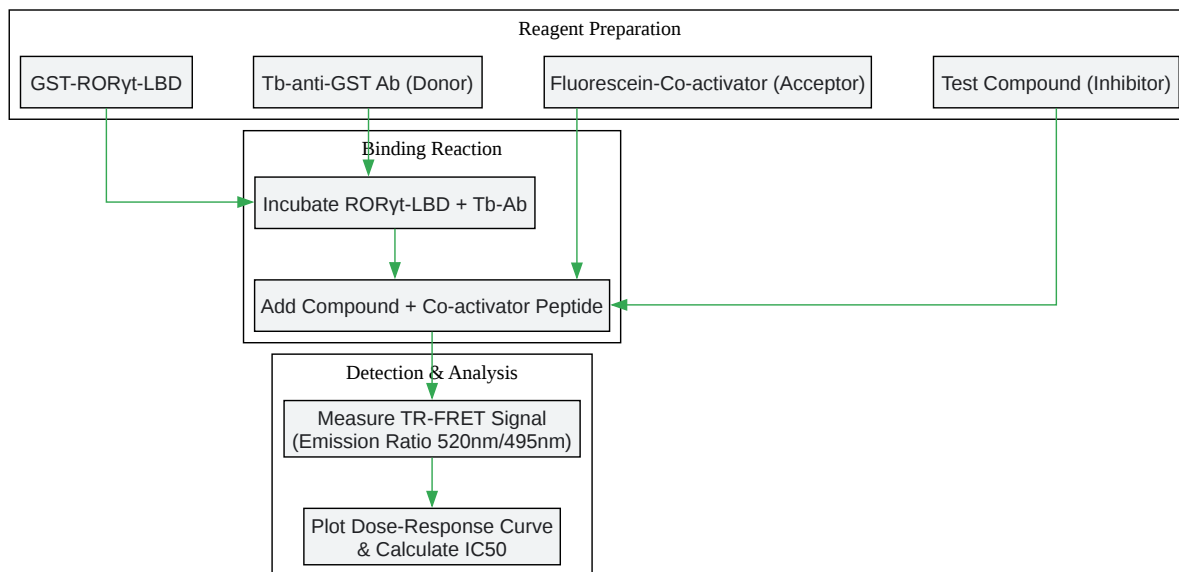 Reagent Preparation
GST-RORγt-LBD
Tb-anti-GST Ab (Donor)
Fluorescein-Co-activator (Acceptor)
Test Compound (Inhibitor)
Binding Reaction
Incubate RORγt-LBD + Tb-Ab
Add Compound + Co-activator Peptide
Detection & Analysis
Measure TR-FRET Signal
(Emission Ratio 520nm/495nm)
Plot Dose-Response Curve
& Calculate IC50